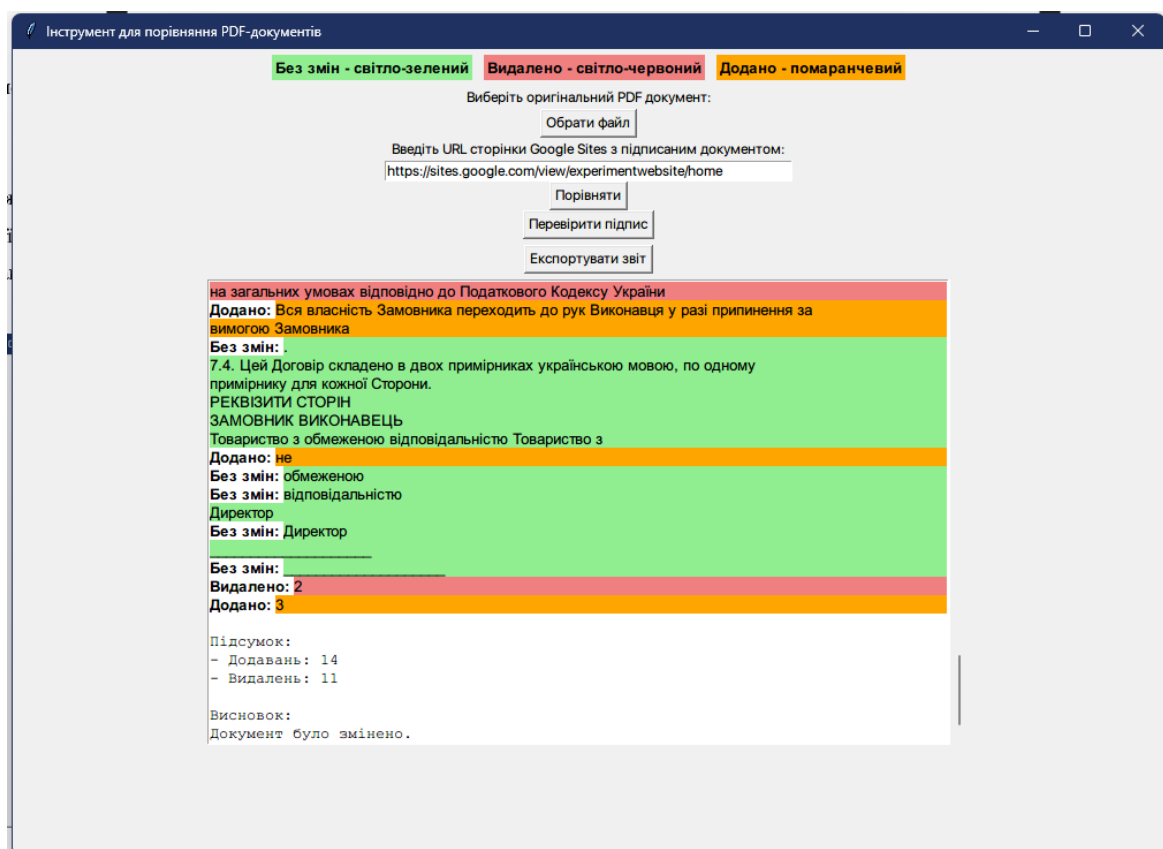 Інструмент для порівняння PDF-документів
Без змін - світло-зелений Видалено - світло-червоний Додано - помаранчевий
Виберіть оригінальний PDF документ:
Обрати файл
Введіть URL сторінки Google Sites з підписаним документом:
https://sites.google.com/view/experimentwebsite/home
Порівняти
Перевірити підпис
Експортувати звіт
на загальних умовах відповідно до Податкового Кодексу України
Додано: Вся власність Замовника переходить до рук Виконавця у разі припинення за
вимогою Замовника
Без змін: .
7.4. Цей Договір складено в двох примірниках українською мовою, по одному
примірнику для кожної Сторони.
РЕКВІЗИТИ СТОРІН
ЗАМОВНИК ВИКОНАВЕЦЬ
Товариство з обмеженою відповідальністю Товариство з
Додано: не
Без змін: обмеженою
Без змін: відповідальністю
Директор
Без змін: Директор
____________________
Без змін: ____________________
Видалено: 2
Додано: 3
Підсумок:
- Додавань: 14
- Видалень: 11
Висновок:
Документ було змінено.